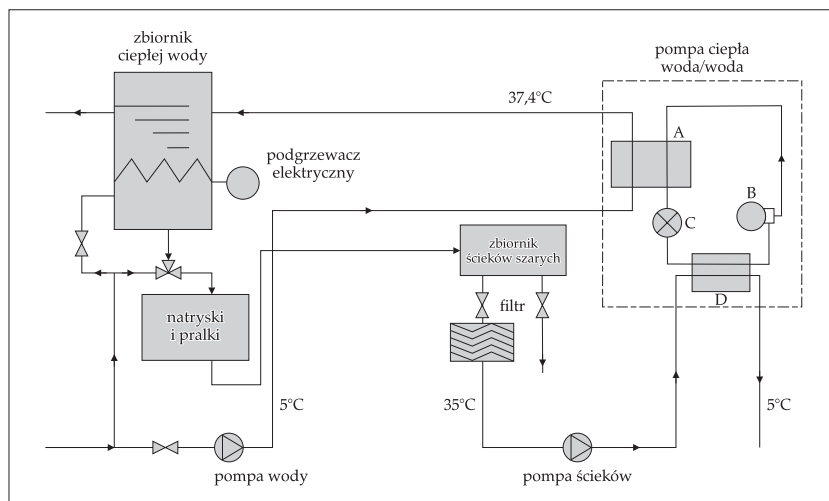 zbiornik
ciepłej wody
pompa ciepła
woda/woda
37,4°C
A
podgrzewacz
elektryczny
B
C
zbiornik
ścieków szarych
D
natryski
i pralki
filtr
5°C
35°C
5°C
pompa wody
pompa ścieków